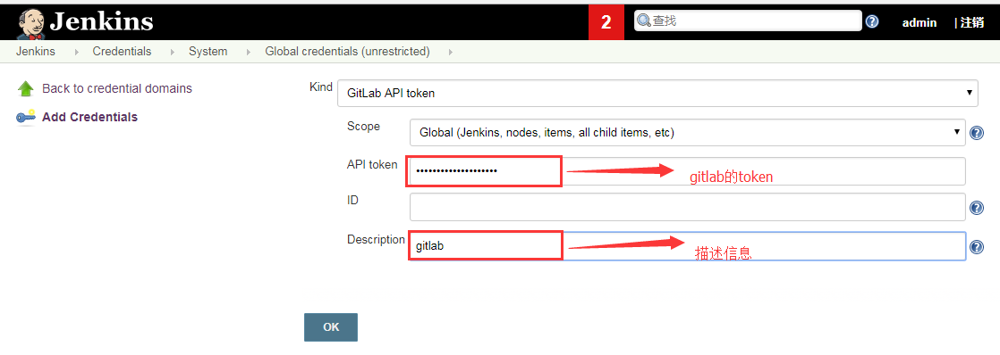 Jenkins
2
查找
admin
| 注销
Jenkins
Credentials
System
Global credentials (unrestricted)
Back to credential domains
Add Credentials
Kind
GitLab API token
Scope
Global (Jenkins, nodes, items, all child items, etc)
API token
••••••••••••••••••••
gitlab的token
ID
Description
gitlab
描述信息
OK